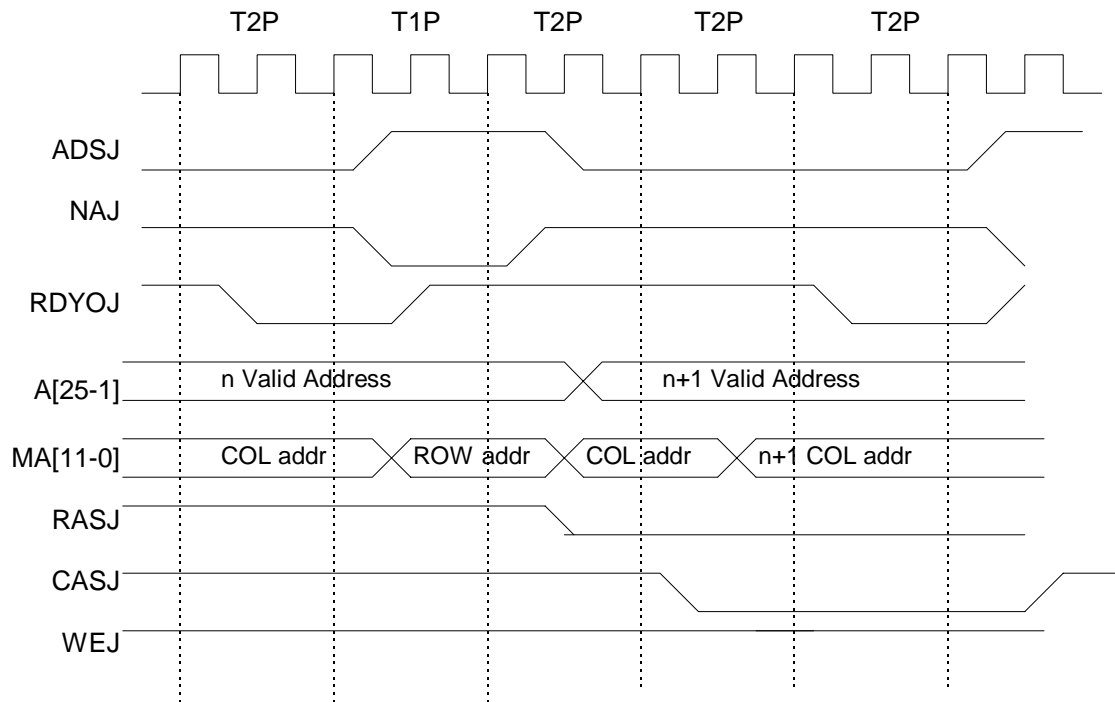 T2P T1P T2P T2P T2P
ADSJ
NAJ
RDYOJ
A[25-1] n Valid Address n+1 Valid Address
MA[11-0] COL addr ROW addr COL addr n+1 COL addr
RASJ
CASJ
WEJ